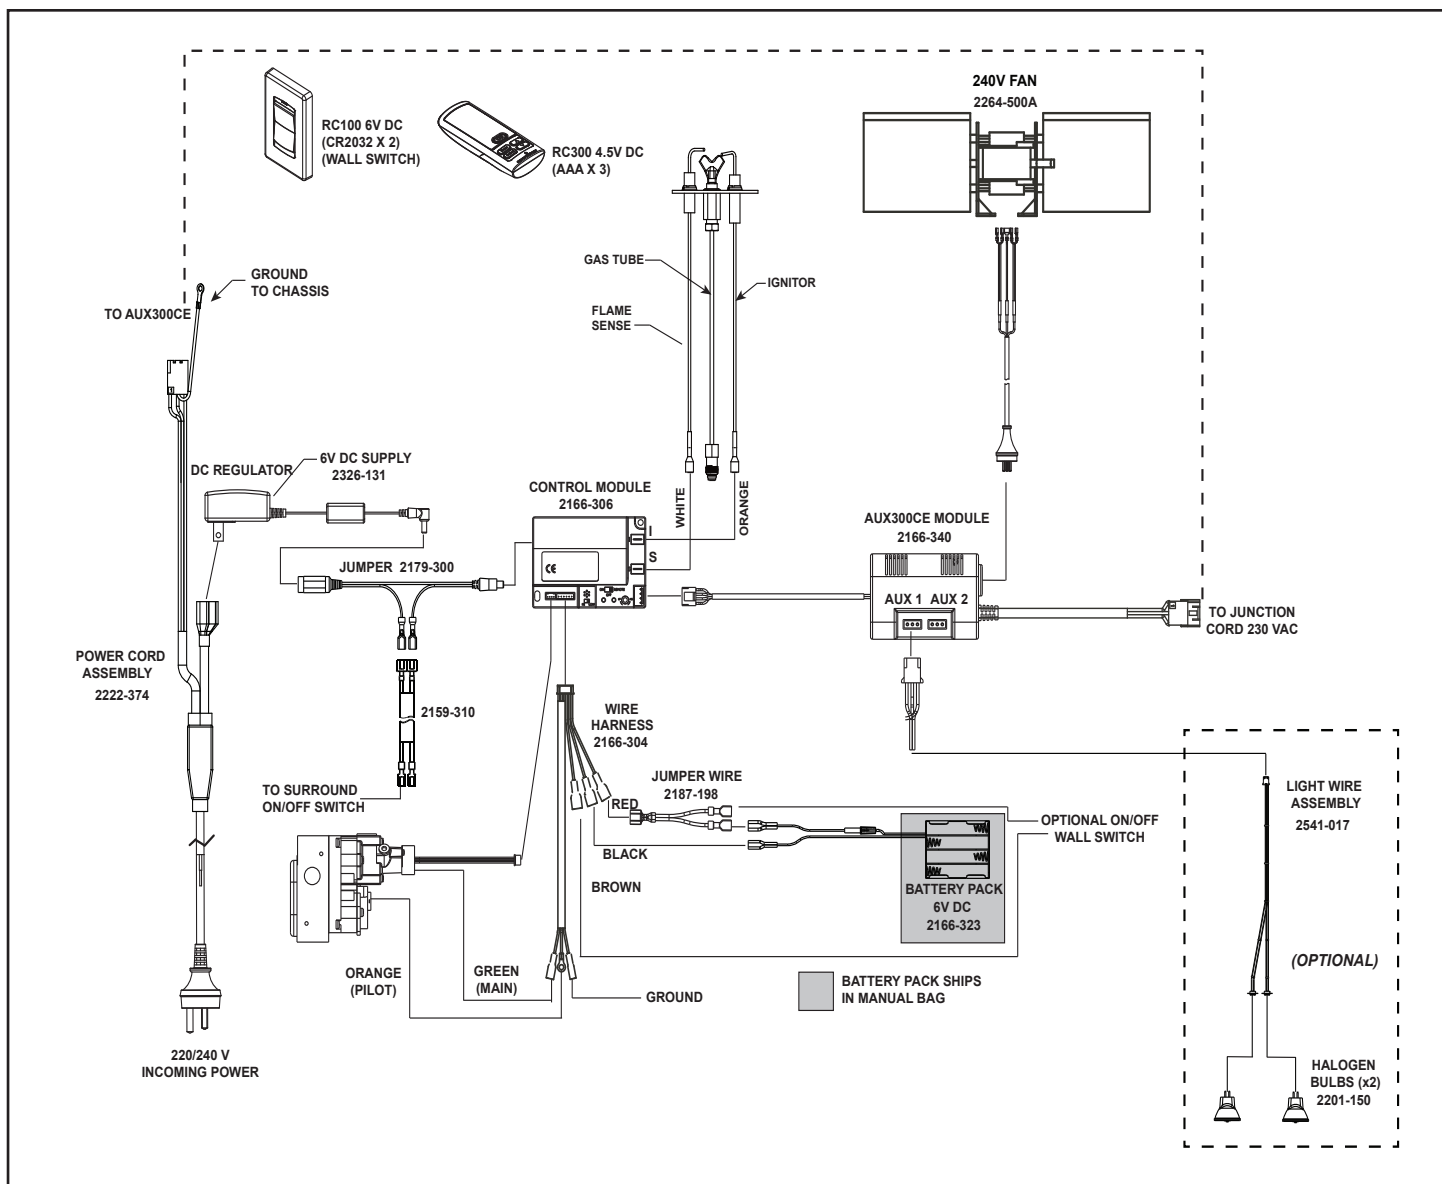 240V FAN
2264-500A
RC100 6V DC
(CR2032 X 2)
(WALL SWITCH)
RC300 4.5V DC
(AAA X 3)
GROUND
TO CHASSIS
TO AUX300CE
GAS TUBE
IGNITOR
FLAME
SENSE
DC REGULATOR
6V DC SUPPLY
2326-131
CONTROL MODULE
2166-306
WHITE
ORANGE
I
S
CE
AUX300CE MODULE
2166-340
AUX 1 AUX 2
JUMPER 2179-300
TO JUNCTION
CORD 230 VAC
POWER CORD
ASSEMBLY
2222-374
2159-310
WIRE
HARNESS
2166-304
TO SURROUND
ON/OFF SWITCH
JUMPER WIRE
2187-198
RED
BLACK
BROWN
OPTIONAL ON/OFF
WALL SWITCH
LIGHT WIRE
ASSEMBLY
2541-017
BATTERY PACK
6V DC
2166-323
(OPTIONAL)
ORANGE
(PILOT)
GREEN
(MAIN)
GROUND
BATTERY PACK SHIPS
IN MANUAL BAG
220/240 V
INCOMING POWER
HALOGEN
BULBS (x2)
2201-150